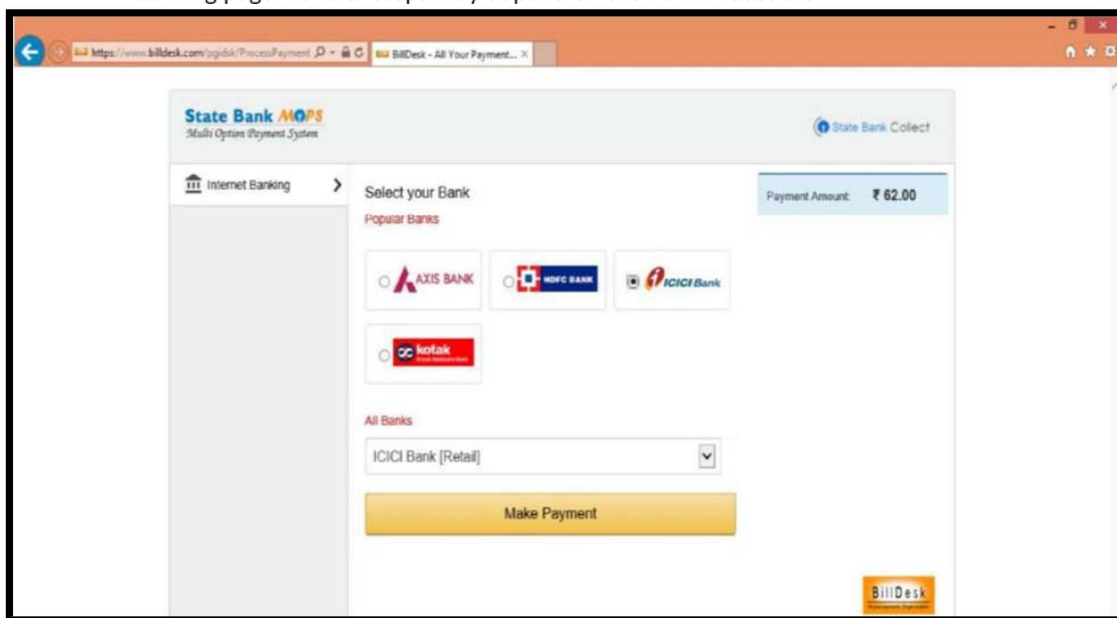 https://www.billdesk.com/pgidsk/ProcessPayment
BillDesk - All Your Payment...
State Bank MOPS
Multi Option Payment System
State Bank Collect
Internet Banking
Select your Bank
Popular Banks
Payment Amount: ₹ 62.00
AXIS BANK
HDFC BANK
ICICI Bank
kotak
All Banks
ICICI Bank [Retail]
Make Payment
BillDesk